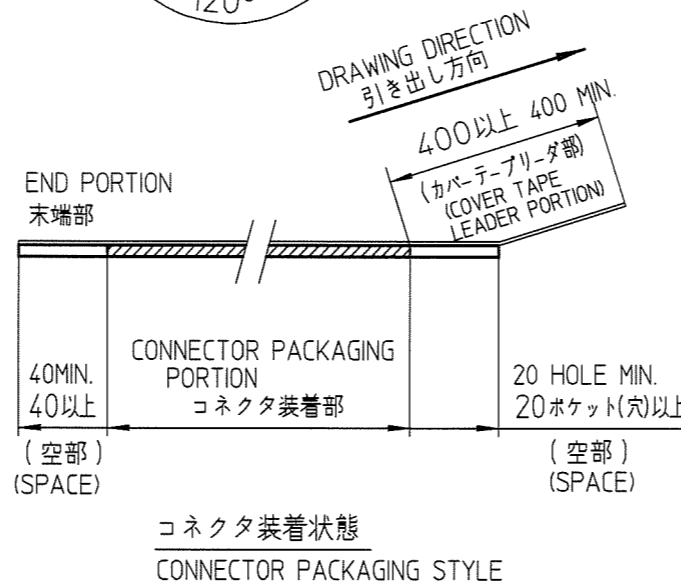 120°
DRAWING DIRECTION
引き出し方向
400以上 400 MIN.
(カバーテープリーダ部)
(COVER TAPE
LEADER PORTION)
END PORTION
末端部
CONNECTOR PACKAGING
PORTION
コネクタ装着部
40MIN.
40以上
(空部)
(SPACE)
20 HOLE MIN.
20ポケット(穴)以上
(空部)
(SPACE)
コネクタ装着状態
CONNECTOR PACKAGING STYLE